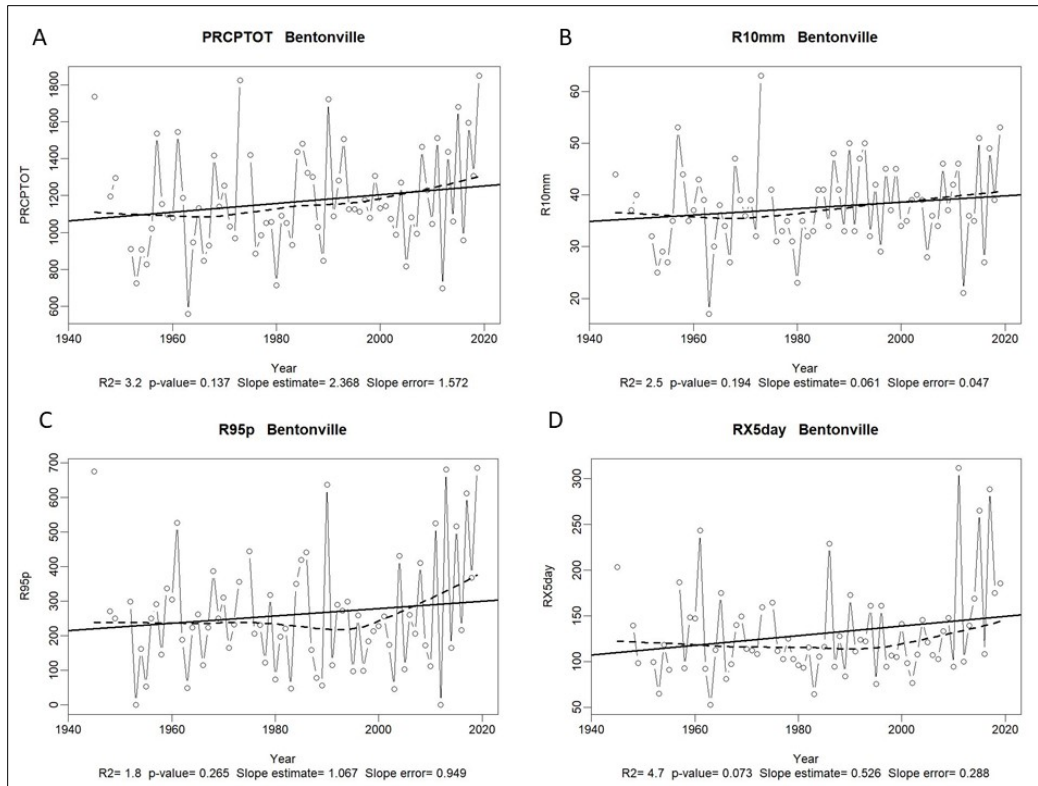 A
PRCPTOT Bentonville
PRCPTOT
600 800 1000 1200 1400 1600 1800
1940 1960 1980 2000 2020
Year
R2= 3.2 p-value= 0.137 Slope estimate= 2.368 Slope error= 1.572
B
R10mm Bentonville
R10mm
20 30 40 50 60
1940 1960 1980 2000 2020
Year
R2= 2.5 p-value= 0.194 Slope estimate= 0.061 Slope error= 0.047
C
R95p Bentonville
R95p
0 100 200 300 400 500 600 700
1940 1960 1980 2000 2020
Year
R2= 1.8 p-value= 0.265 Slope estimate= 1.067 Slope error= 0.949
D
RX5day Bentonville
RX5day
50 100 150 200 250 300
1940 1960 1980 2000 2020
Year
R2= 4.7 p-value= 0.073 Slope estimate= 0.526 Slope error= 0.288